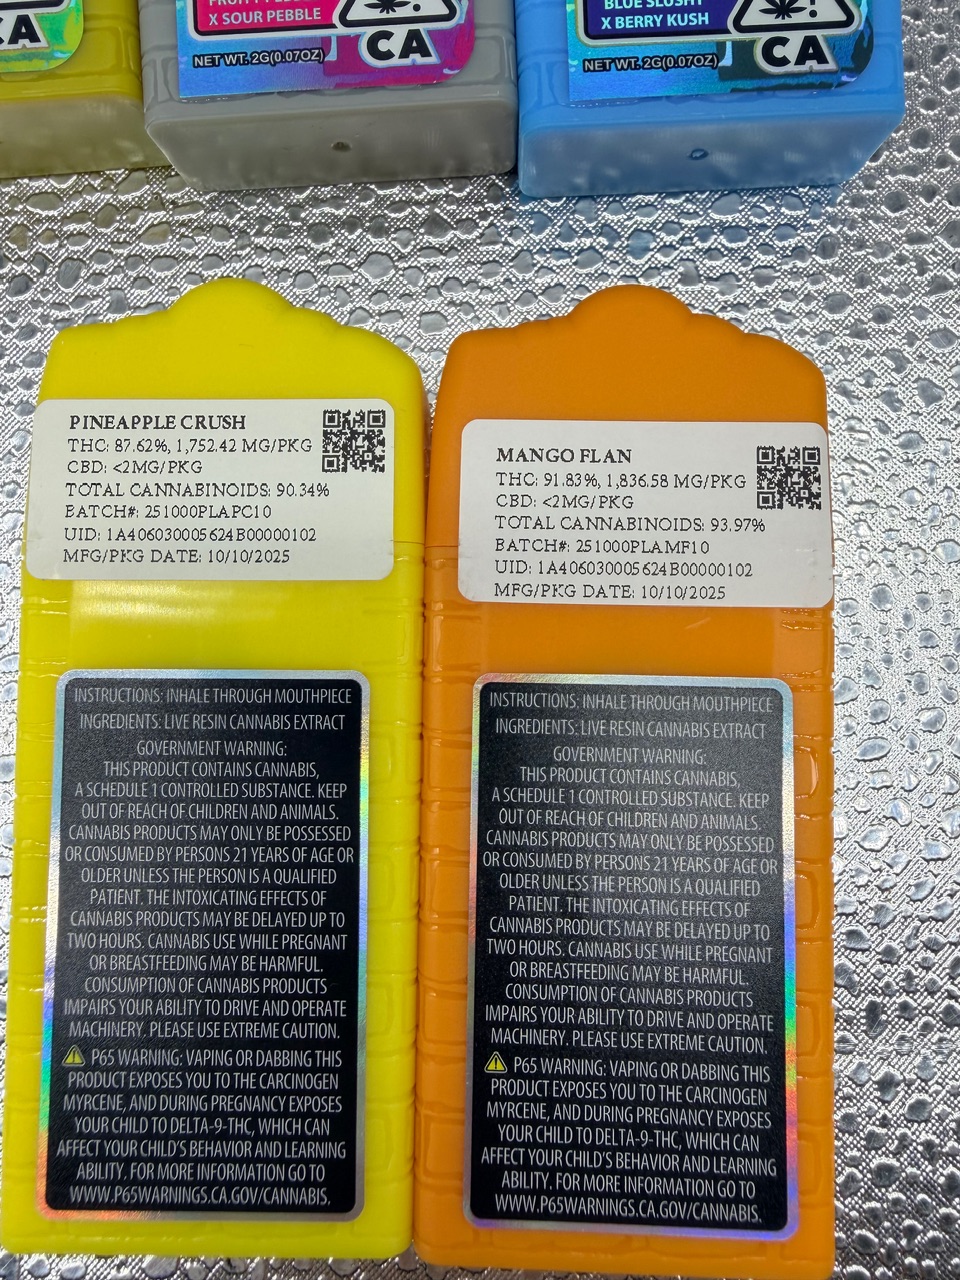 X SOUR PEBBLE
NET WT. 2G(0.07OZ)
CA
BLUE SLUSHY
X BERRY KUSH
NET WT. 2G(0.07OZ)
CA
CA
PINEAPPLE CRUSH
THC: 87.62%, 1,752.42 MG/PKG
CBD: <2MG/PKG
TOTAL CANNABINOIDS: 90.34%
BATCH#: 251000PLAPC10
UID: 1A406030005624B00000102
MFG/PKG DATE: 10/10/2025
INSTRUCTIONS: INHALE THROUGH MOUTHPIECE
INGREDIENTS: LIVE RESIN CANNABIS EXTRACT
GOVERNMENT WARNING:
THIS PRODUCT CONTAINS CANNABIS,
A SCHEDULE 1 CONTROLLED SUBSTANCE. KEEP
OUT OF REACH OF CHILDREN AND ANIMALS.
CANNABIS PRODUCTS MAY ONLY BE POSSESSED
OR CONSUMED BY PERSONS 21 YEARS OF AGE OR
OLDER UNLESS THE PERSON IS A QUALIFIED
PATIENT. THE INTOXICATING EFFECTS OF
CANNABIS PRODUCTS MAY BE DELAYED UP TO
TWO HOURS. CANNABIS USE WHILE PREGNANT
OR BREASTFEEDING MAY BE HARMFUL.
CONSUMPTION OF CANNABIS PRODUCTS
IMPAIRS YOUR ABILITY TO DRIVE AND OPERATE
MACHINERY. PLEASE USE EXTREME CAUTION.
P65 WARNING: VAPING OR DABBING THIS
PRODUCT EXPOSES YOU TO THE CARCINOGEN
MYRCENE, AND DURING PREGNANCY EXPOSES
YOUR CHILD TO DELTA-9-THC, WHICH CAN
AFFECT YOUR CHILD'S BEHAVIOR AND LEARNING
ABILITY. FOR MORE INFORMATION GO TO
WWW.P65WARNINGS.CA.GOV/CANNABIS.
MANGO FLAN
THC: 91.83%, 1,836.58 MG/PKG
CBD: <2MG/PKG
TOTAL CANNABINOIDS: 93.97%
BATCH#: 251000PLAMF10
UID: 1A406030005624B00000102
MFG/PKG DATE: 10/10/2025
INSTRUCTIONS: INHALE THROUGH MOUTHPIECE
INGREDIENTS: LIVE RESIN CANNABIS EXTRACT
GOVERNMENT WARNING:
THIS PRODUCT CONTAINS CANNABIS,
A SCHEDULE 1 CONTROLLED SUBSTANCE. KEEP
OUT OF REACH OF CHILDREN AND ANIMALS.
CANNABIS PRODUCTS MAY ONLY BE POSSESSED
OR CONSUMED BY PERSONS 21 YEARS OF AGE OR
OLDER UNLESS THE PERSON IS A QUALIFIED
PATIENT. THE INTOXICATING EFFECTS OF
CANNABIS PRODUCTS MAY BE DELAYED UP TO
TWO HOURS. CANNABIS USE WHILE PREGNANT
OR BREASTFEEDING MAY BE HARMFUL.
CONSUMPTION OF CANNABIS PRODUCTS
IMPAIRS YOUR ABILITY TO DRIVE AND OPERATE
MACHINERY. PLEASE USE EXTREME CAUTION.
P65 WARNING: VAPING OR DABBING THIS
PRODUCT EXPOSES YOU TO THE CARCINOGEN
MYRCENE, AND DURING PREGNANCY EXPOSES
YOUR CHILD TO DELTA-9-THC, WHICH CAN
AFFECT YOUR CHILD'S BEHAVIOR AND LEARNING
ABILITY. FOR MORE INFORMATION GO TO
WWW.P65WARNINGS.CA.GOV/CANNABIS.